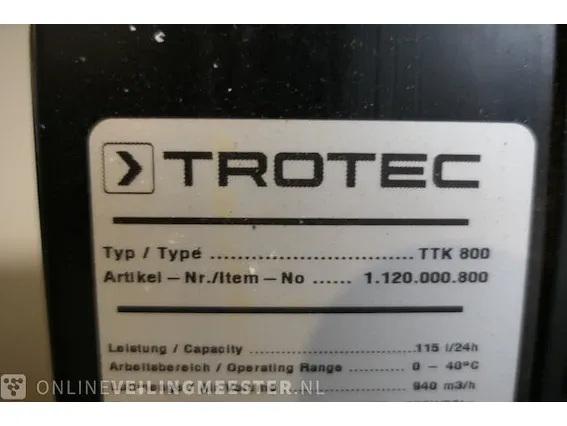 TROTEC
Typ / Type .............................. TTK 800
Artikel – Nr./Item – No ...... 1.120.000.800
Leistung / Capacity ........................... 115 l/24h
Arbeitsbereich / Operating Range ........... 0 – 40°C
940 m3/h
ONLINEVEILINGMEESTER.NL